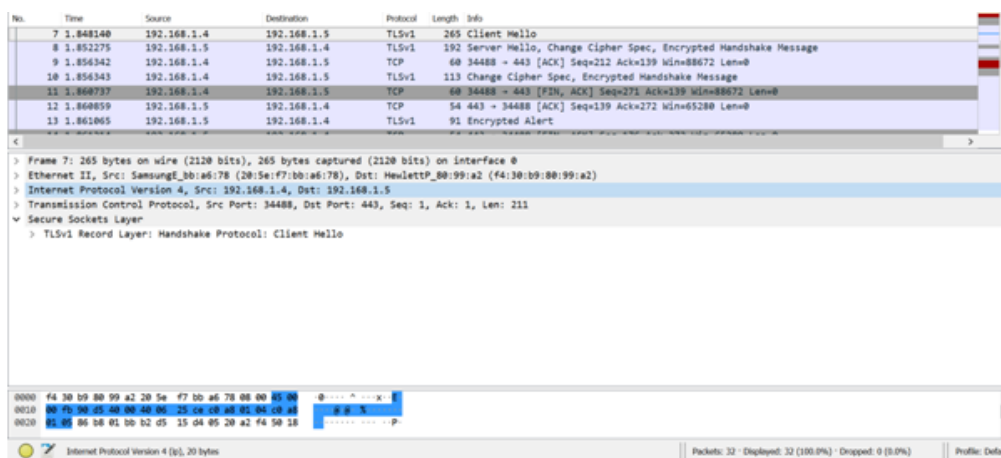 No. Time Source Destination Protocol Length Info
7 1.848140 192.168.1.4 192.168.1.5 TLSv1 265 Client Hello
8 1.852275 192.168.1.5 192.168.1.4 TLSv1 192 Server Hello, Change Cipher Spec, Encrypted Handshake Message
9 1.856342 192.168.1.4 192.168.1.5 TCP 60 34488 → 443 [ACK] Seq=212 Ack=139 Win=88672 Len=0
10 1.856343 192.168.1.4 192.168.1.5 TLSv1 113 Change Cipher Spec, Encrypted Handshake Message
11 1.860737 192.168.1.4 192.168.1.5 TCP 60 34488 → 443 [FIN, ACK] Seq=271 Ack=139 Win=88672 Len=0
12 1.860859 192.168.1.5 192.168.1.4 TCP 54 443 → 34488 [ACK] Seq=139 Ack=272 Win=65280 Len=0
13 1.861065 192.168.1.5 192.168.1.4 TLSv1 91 Encrypted Alert
> Frame 7: 265 bytes on wire (2120 bits), 265 bytes captured (2120 bits) on interface 0
> Ethernet II, Src: SamsungE_bb:a6:78 (20:5e:f7:bb:a6:78), Dst: HewlettP_80:99:a2 (f4:30:b9:80:99:a2)
> Internet Protocol Version 4, Src: 192.168.1.4, Dst: 192.168.1.5
> Transmission Control Protocol, Src Port: 34488, Dst Port: 443, Seq: 1, Ack: 1, Len: 211
Secure Sockets Layer
> TLSv1 Record Layer: Handshake Protocol: Client Hello
0000 f4 30 b9 80 99 a2 20 5e f7 bb a6 78 08 00 45 00 ·0···· ^ ···x··E·
0010 00 fb 90 d5 40 00 40 06 25 ce c0 a8 01 04 c0 a8
0020 01 05 86 b8 01 bb b2 d5 15 d4 05 20 a2 f4 50 18
Internet Protocol Version 4 (ip), 20 bytes Packets: 32 · Displayed: 32 (100.0%) · Dropped: 0 (0.0%) Profile: